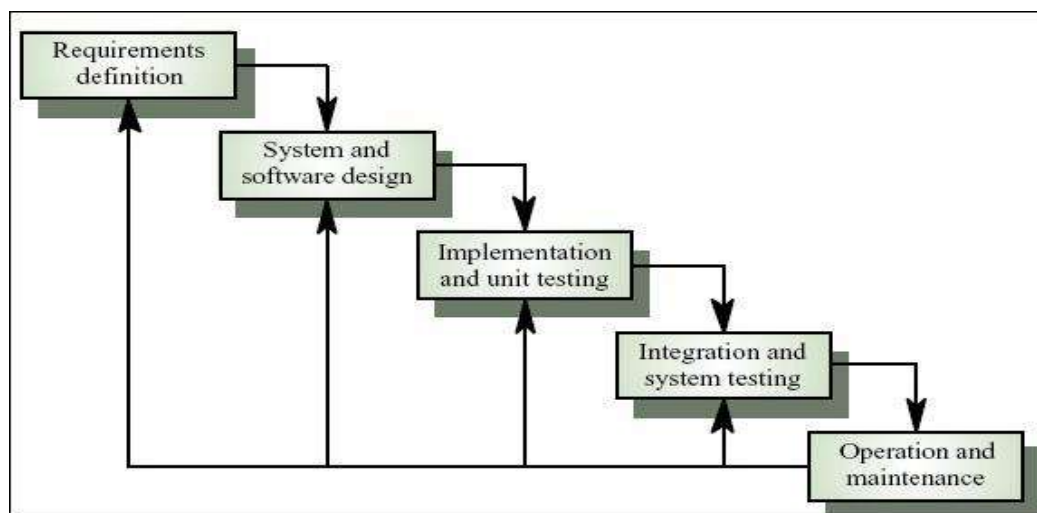 Requirements
definition
System and
software design
Implementation
and unit testing
Integration and
system testing
Operation and
maintenance